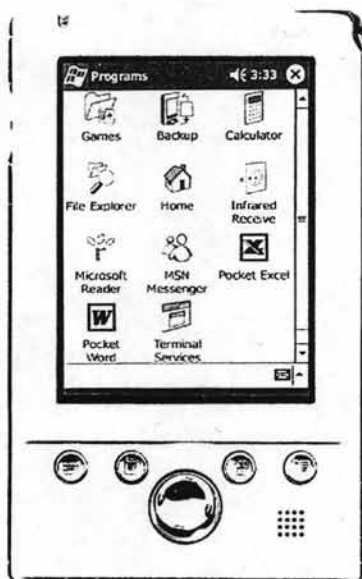 Programs 3:33
Games Backup Calculator
File Explorer Home Infrared Receive
Microsoft Reader MSN Messenger Pocket Excel
Pocket Word Terminal Services